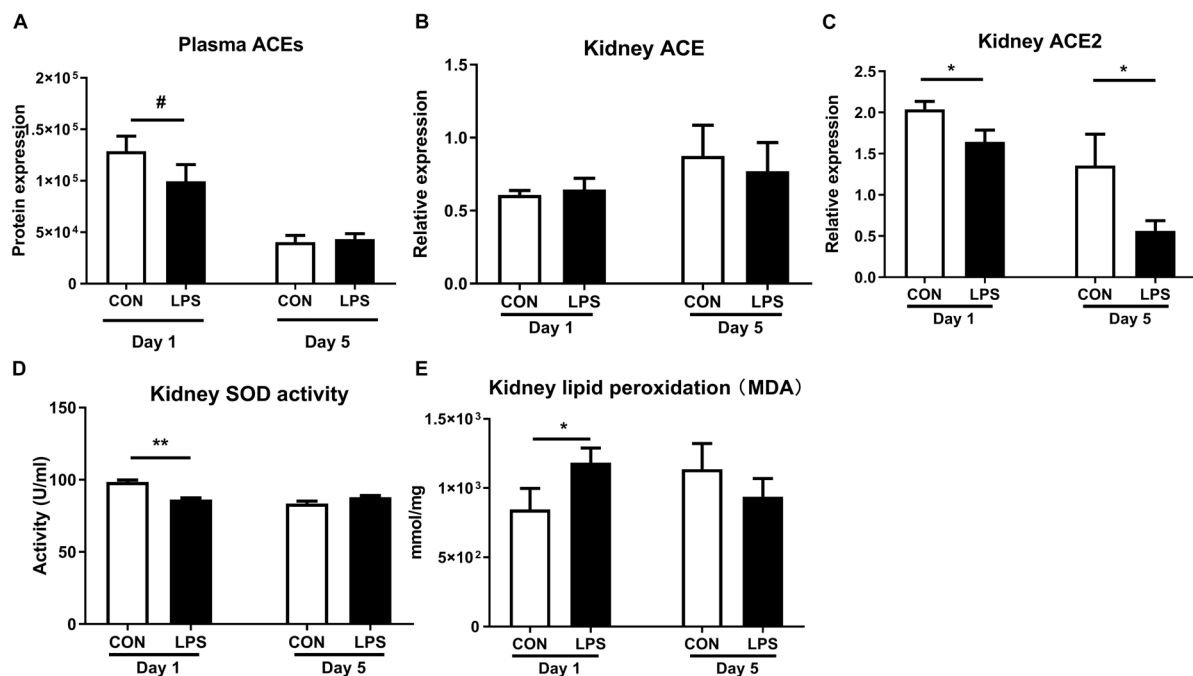 A
Plasma ACEs
Protein expression
2×10⁵
1.5×10⁵
1×10⁵
5×10⁴
0
#
CON LPS CON LPS
Day 1 Day 5
B
Kidney ACE
Relative expression
1.5
1.0
0.5
0.0
CON LPS CON LPS
Day 1 Day 5
C
Kidney ACE2
Relative expression
2.5
2.0
1.5
1.0
0.5
0.0
* *
CON LPS CON LPS
Day 1 Day 5
D
Kidney SOD activity
Activity (U/ml)
150
100
50
0
**
CON LPS CON LPS
Day 1 Day 5
E
Kidney lipid peroxidation（MDA）
mmol/mg
1.5×10³
1×10³
5×10²
0
*
CON LPS CON LPS
Day 1 Day 5